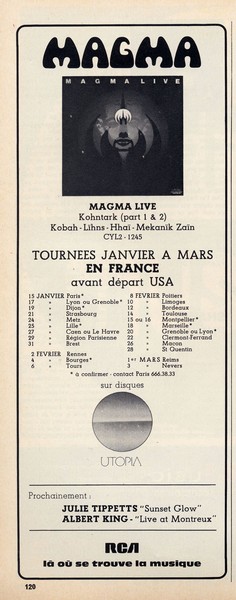 MAGMA
MAGMA LIVE
MAGMA LIVE
Kohntark (part 1 & 2)
Kobah - Lïhns - Hhaï - Mekanïk Zaïn
CYL2 - 1245
TOURNEES JANVIER A MARS
EN FRANCE
avant départ USA
15 JANVIER Paris*
17 » Lyon ou Grenoble*
19 » Dijon*
21 » Strasbourg
24 » Metz
25 » Lille*
27 » Caen ou Le Havre
29 » Région Parisienne
31 » Brest
2 FEVRIER Rennes
4 » Bourges*
6 » Tours
8 FEVRIER Poitiers
10 » Limoges
12 » Bordeaux
14 » Toulouse
15 ou 16 » Montpellier*
18 » Marseille*
20 » Grenoble ou Lyon*
22 » Clermont-Ferrand
26 » Macon
28 » St Quentin
1er MARS Reims
3 » Nevers
* à confirmer - contact Paris 666.38.33
sur disques
UTOPIA
Prochainement :
JULIE TIPPETTS "Sunset Glow"
ALBERT KING - "Live at Montreux"
RCA
là où se trouve la musique
120